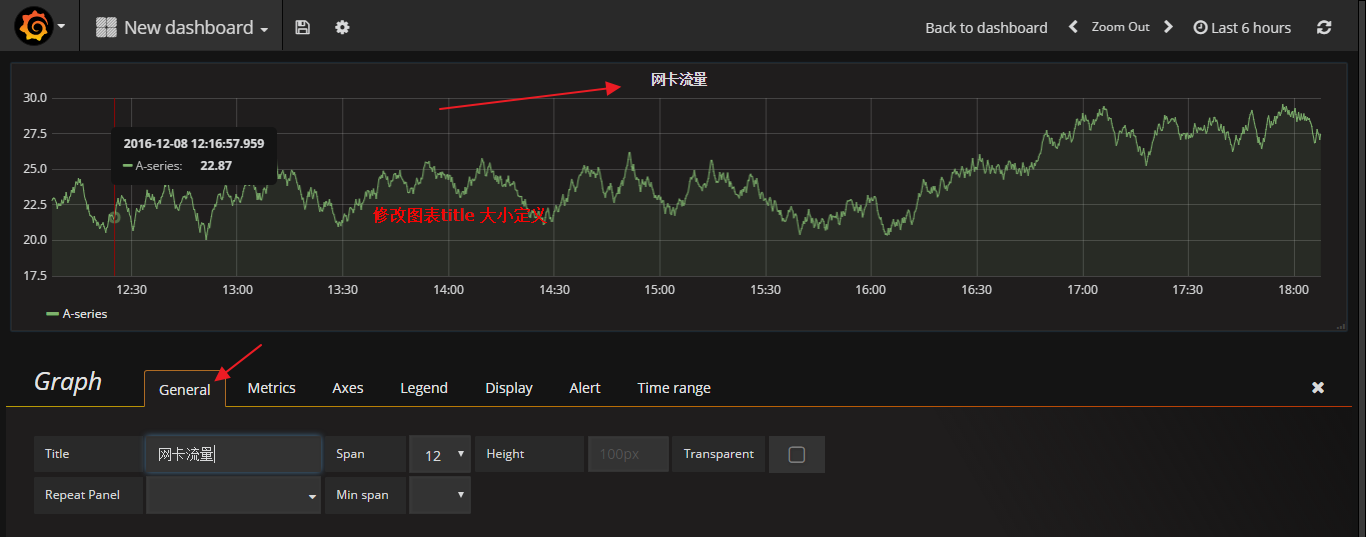 New dashboard
Back to dashboard Zoom Out Last 6 hours
网卡流量
30.0
27.5
25.0
22.5
20.0
17.5
2016-12-08 12:16:57.959
A-series: 22.87
修改图表title 大小定义
12:30 13:00 13:30 14:00 14:30 15:00 15:30 16:00 16:30 17:00 17:30 18:00
A-series
Graph General Metrics Axes Legend Display Alert Time range
Title 网卡流量 Span 12 Height 100px Transparent
Repeat Panel Min span